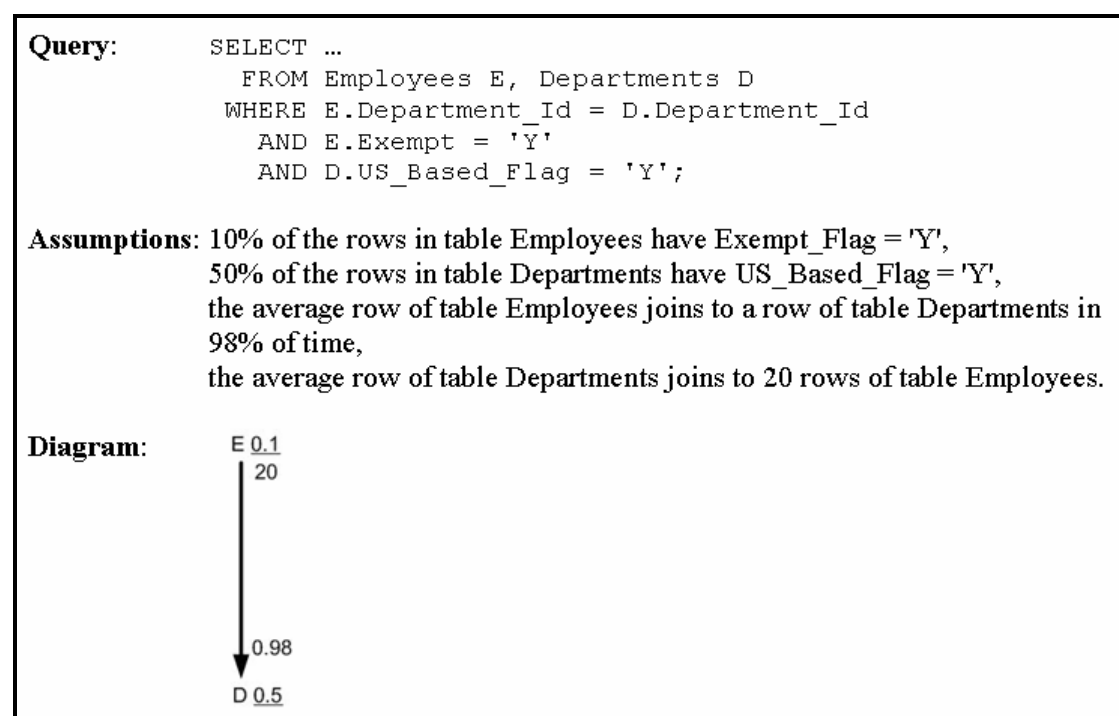 Query: SELECT …
FROM Employees E, Departments D
WHERE E.Department_Id = D.Department_Id
AND E.Exempt = 'Y'
AND D.US_Based_Flag = 'Y';
Assumptions: 10% of the rows in table Employees have Exempt_Flag = 'Y',
50% of the rows in table Departments have US_Based_Flag = 'Y',
the average row of table Employees joins to a row of table Departments in
98% of time,
the average row of table Departments joins to 20 rows of table Employees.
Diagram: E 0.1
20
0.98
D 0.5